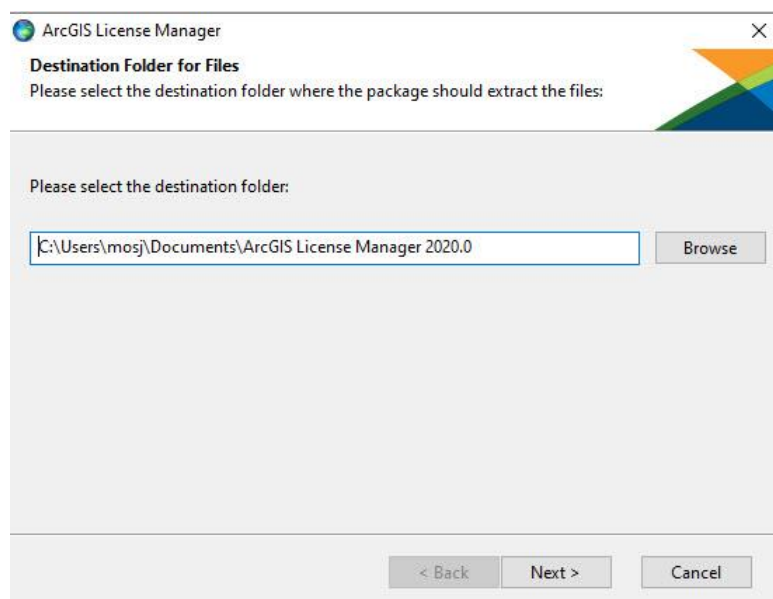 ArcGIS License Manager
Destination Folder for Files
Please select the destination folder where the package should extract the files:
Please select the destination folder:
C:\Users\mosj\Documents\ArcGIS License Manager 2020.0
Browse
< Back
Next >
Cancel